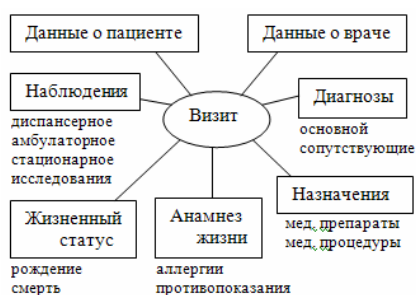 Данные о пациенте
Данные о враче
Наблюдения
диспансерное
амбулаторное
стационарное
исследования
Визит
Диагнозы
основной
сопутствующие
Назначения
мед. препараты
мед. процедуры
Жизненный
статус
рождение
смерть
Анамнез
жизни
аллергии
противопоказания